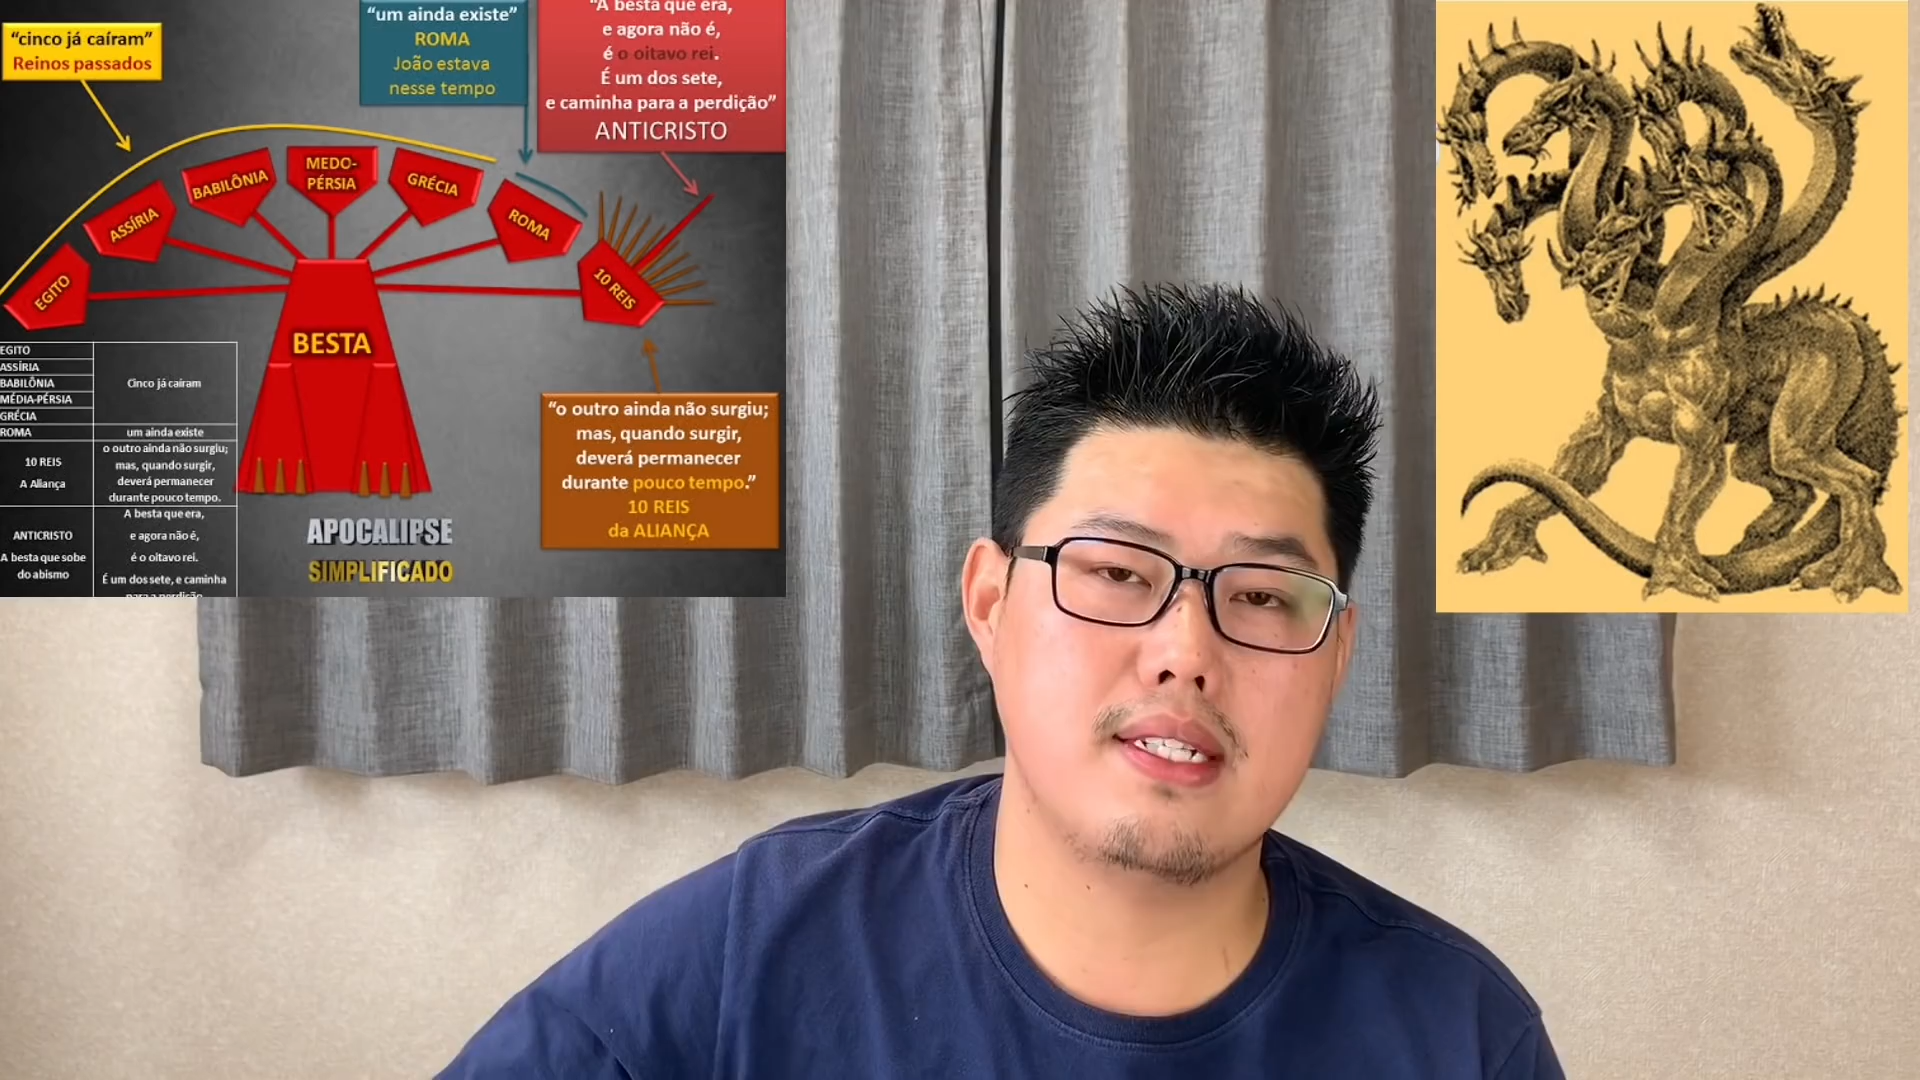 “cinco já caíram”
Reinos passados
“um ainda existe”
ROMA
João estava
nesse tempo
“A besta que era,
e agora não é,
é o oitavo rei.
É um dos sete,
e caminha para a perdição”
ANTICRISTO
EGITO
ASSÍRIA
BABILÔNIA
MEDO-
PÉRSIA
GRÉCIA
ROMA
10 REIS
BESTA
“o outro ainda não surgiu;
mas, quando surgir,
deverá permanecer
durante pouco tempo.”
10 REIS
da ALIANÇA
EGITO
ASSÍRIA
BABILÔNIA
MÉDIA-PÉRSIA
GRÉCIA
Cinco já caíram
ROMA
um ainda existe
10 REIS
A Aliança
o outro ainda não surgiu;
mas, quando surgir,
deverá permanecer
durante pouco tempo.
ANTICRISTO
A besta que sobe
do abismo
A besta que era,
e agora não é,
é o oitavo rei.
É um dos sete, e caminha
para a perdição
APOCALIPSE
SIMPLIFICADO